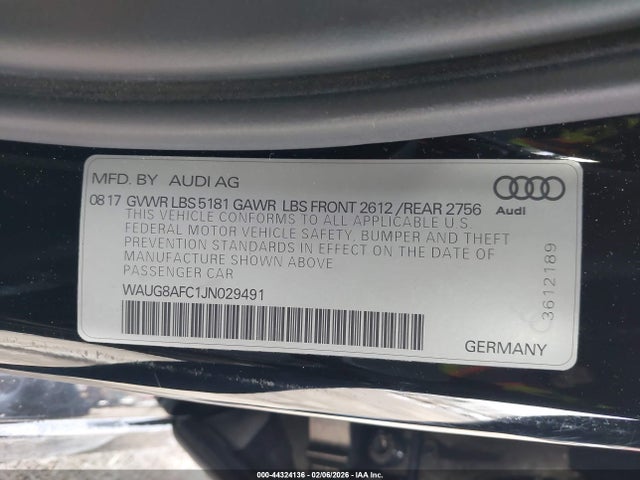 MFD. BY AUDI AG
Audi
08 17 GVWR LBS 5181 GAWR LBS FRONT 2612 /REAR 2756
THIS VEHICLE CONFORMS TO ALL APPLICABLE U.S.
FEDERAL MOTOR VEHICLE SAFETY, BUMPER AND THEFT
PREVENTION STANDARDS IN EFFECT ON THE DATE OF
MANUFACTURE SHOWN ABOVE
PASSENGER CAR
WAUG8AFC1JN029491
3612189
GERMANY
000-44324136 - 02/06/2026 - IAA Inc.